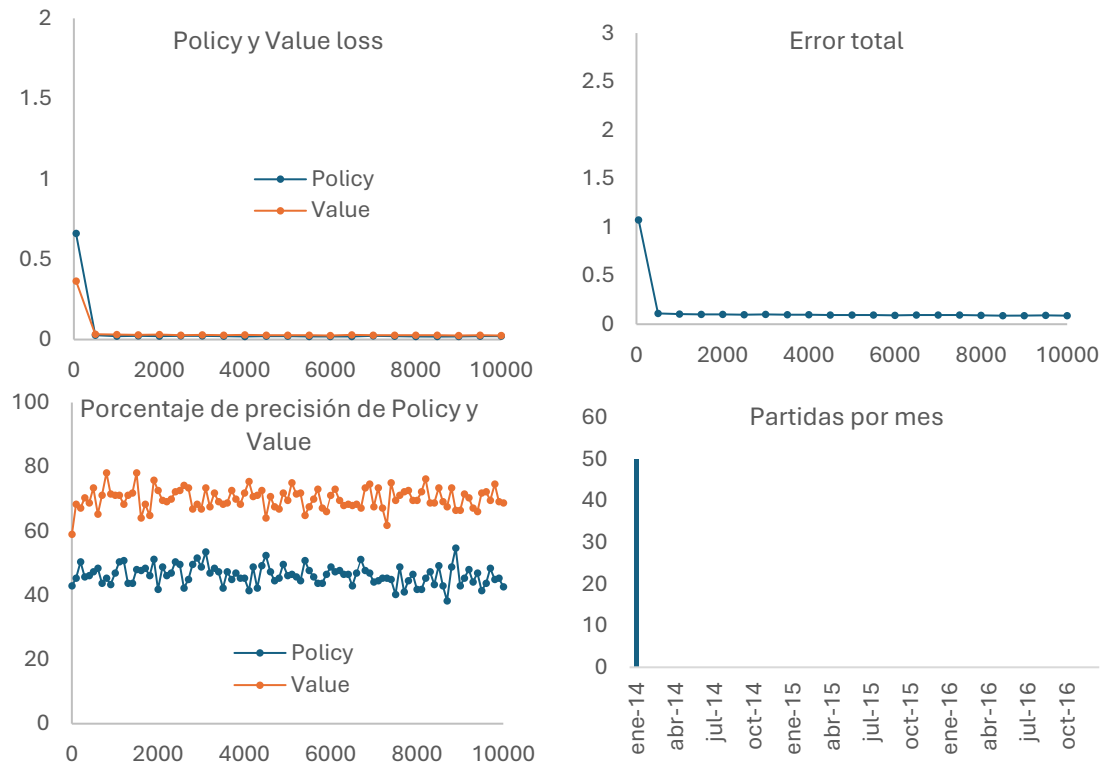 Policy y Value loss
2
1.5
1
0.5
0
Policy
Value
0 2000 4000 6000 8000 10000
Error total
3
2.5
2
1.5
1
0.5
0
0 2000 4000 6000 8000 10000
Porcentaje de precisión de Policy y
Value
100
80
60
40
20
0
Policy
Value
0 2000 4000 6000 8000 10000
Partidas por mes
60
50
40
30
20
10
0
ene-14
abr-14
jul-14
oct-14
ene-15
abr-15
jul-15
oct-15
ene-16
abr-16
jul-16
oct-16